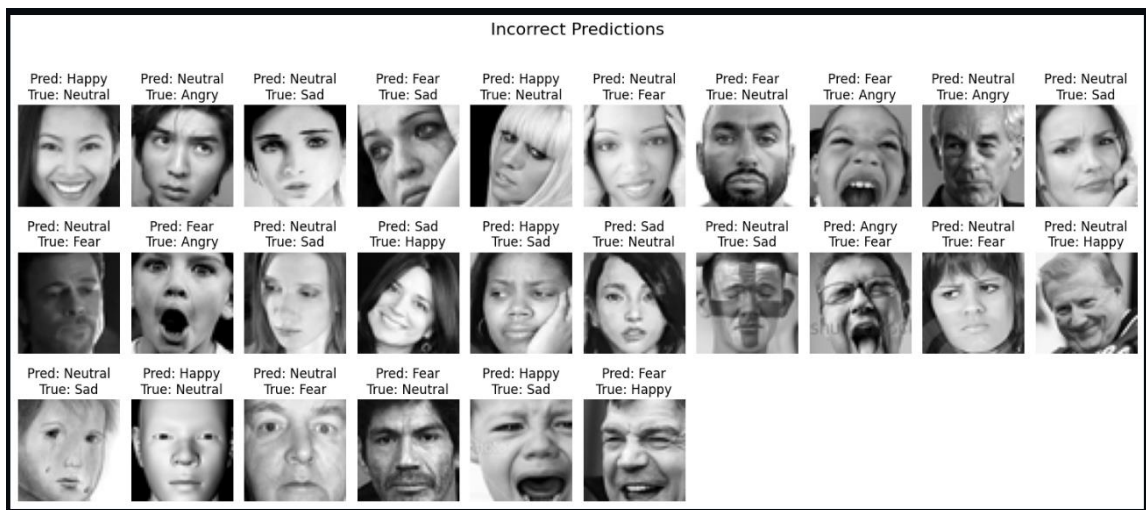 Incorrect Predictions
Pred: Happy Pred: Neutral Pred: Neutral Pred: Fear Pred: Happy Pred: Neutral Pred: Fear Pred: Fear Pred: Neutral Pred: Neutral
True: Neutral True: Angry True: Sad True: Sad True: Neutral True: Fear True: Neutral True: Angry True: Angry True: Sad
Pred: Neutral Pred: Fear Pred: Neutral Pred: Sad Pred: Happy Pred: Sad Pred: Neutral Pred: Angry Pred: Neutral Pred: Neutral
True: Fear True: Angry True: Sad True: Happy True: Sad True: Neutral True: Sad True: Fear True: Fear True: Happy
Pred: Neutral Pred: Happy Pred: Neutral Pred: Fear Pred: Happy Pred: Fear
True: Sad True: Neutral True: Fear True: Neutral True: Sad True: Happy